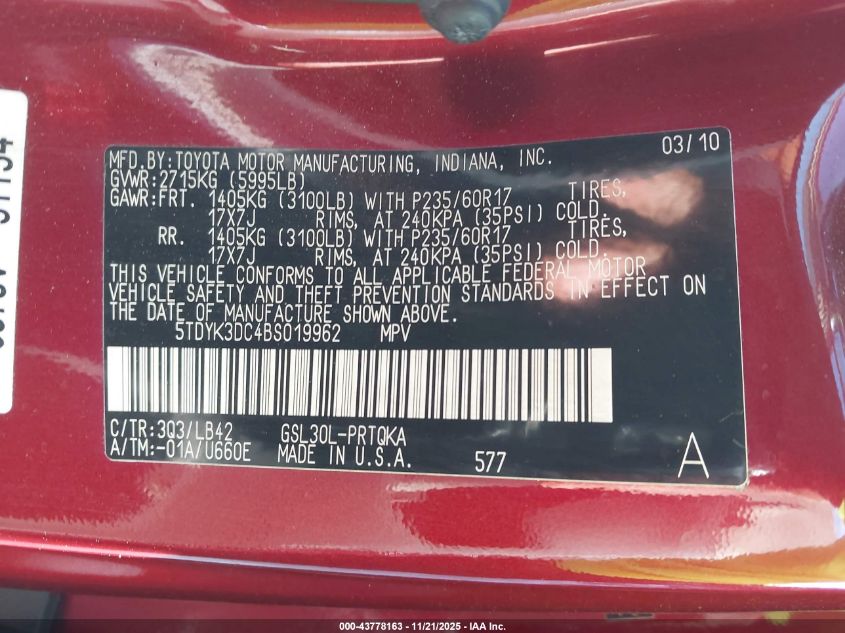 MFD.BY:TOYOTA MOTOR MANUFACTURING, INDIANA, INC. 03/10
GVWR:2715KG (5995LB)
GAWR:FRT. 1405KG (3100LB) WITH P235/60R17 TIRES,
17X7J RIMS, AT 240KPA (35PSI) COLD.
RR. 1405KG (3100LB) WITH P235/60R17 TIRES,
17X7J RIMS, AT 240KPA (35PSI) COLD.
THIS VEHICLE CONFORMS TO ALL APPLICABLE FEDERAL MOTOR
VEHICLE SAFETY AND THEFT PREVENTION STANDARDS IN EFFECT ON
THE DATE OF MANUFACTURE SHOWN ABOVE.
5TDYK3DC4BS019962 MPV
C/TR:3Q3/LB42 GSL30L-PRTQKA
A/TM:-01A/U660E MADE IN U.S.A. 577 A
000-43778163 - 11/21/2025 - IAA Inc.